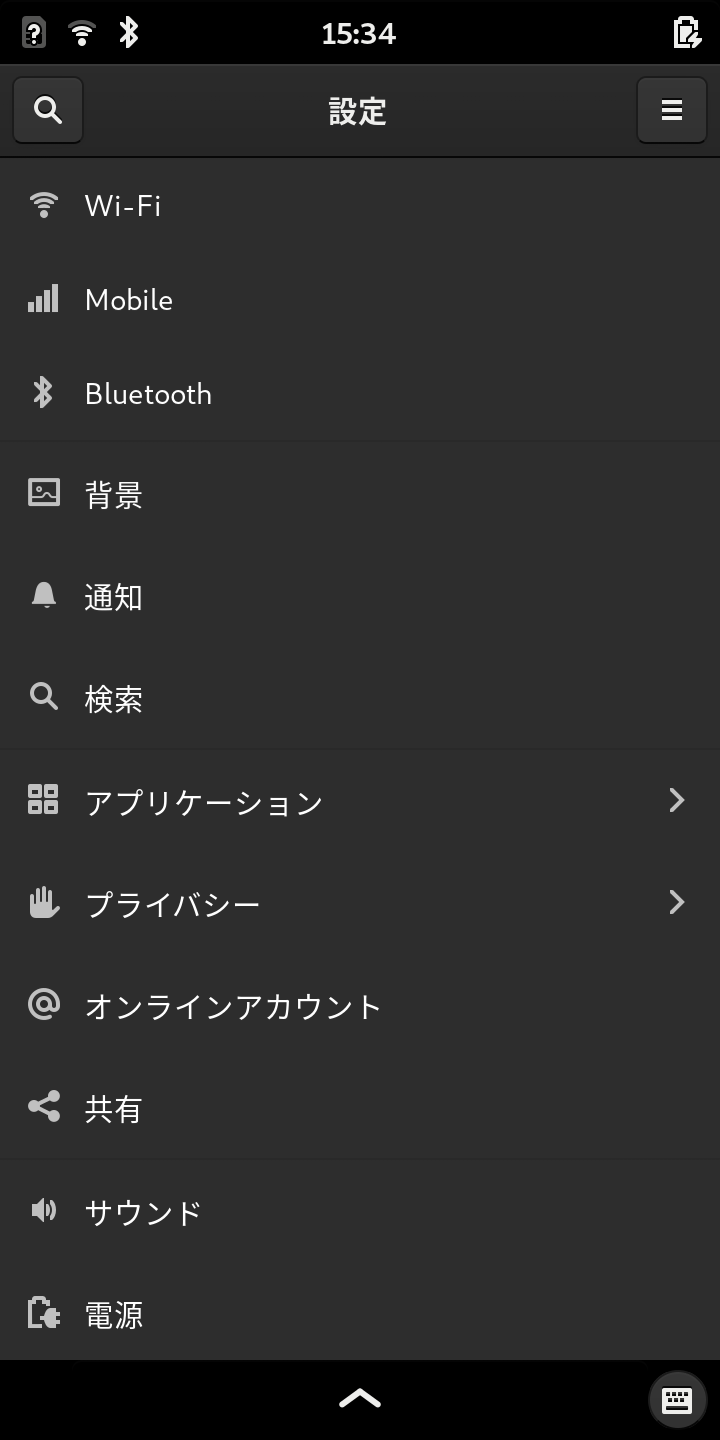 15:34
設定
Wi-Fi
Mobile
Bluetooth
背景
通知
検索
アプリケーション
プライバシー
オンラインアカウント
共有
サウンド
電源